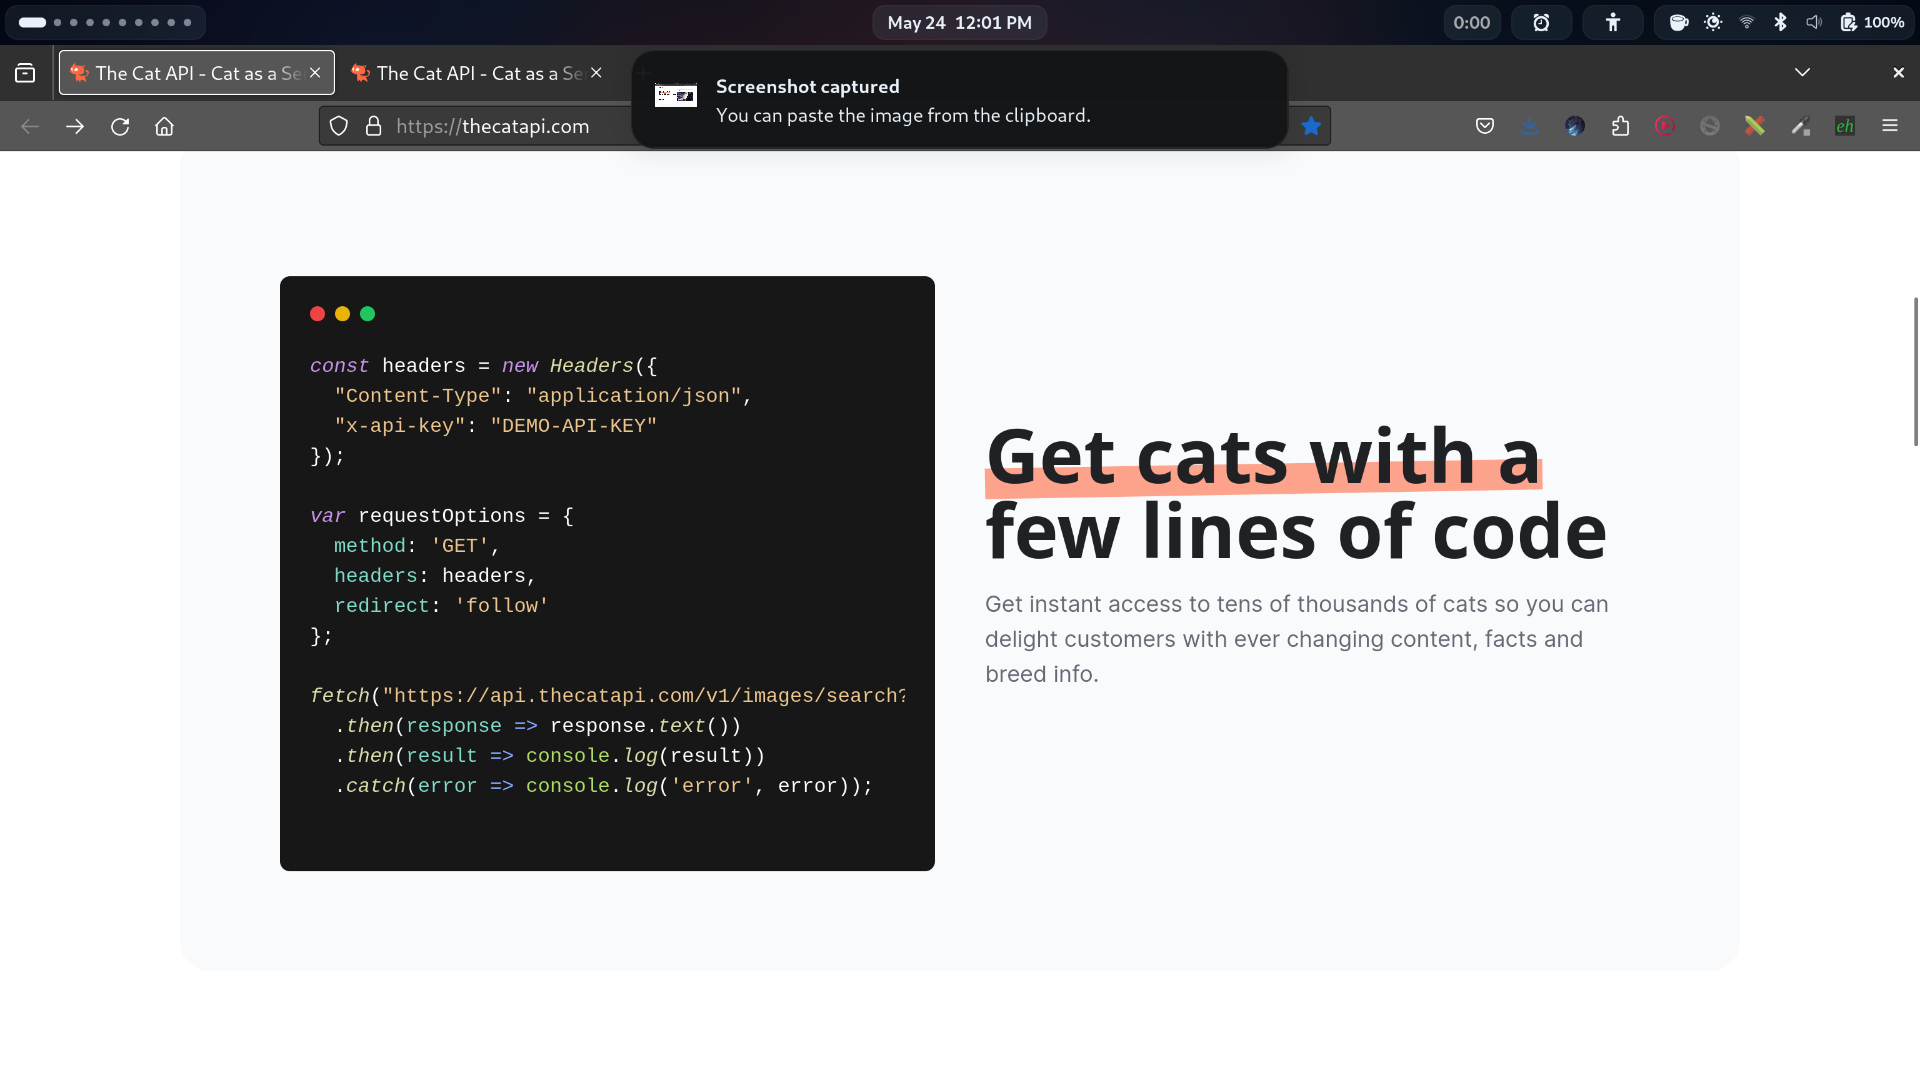 May 24 12:01 PM
0:00
100%
The Cat API - Cat as a Se
The Cat API - Cat as a Se
Screenshot captured
You can paste the image from the clipboard.
https://thecatapi.com
eh
const headers = new Headers({
  "Content-Type": "application/json",
  "x-api-key": "DEMO-API-KEY"
});
var requestOptions = {
  method: 'GET',
  headers: headers,
  redirect: 'follow'
};
fetch("https://api.thecatapi.com/v1/images/search?
  .then(response => response.text())
  .then(result => console.log(result))
  .catch(error => console.log('error', error));
Get cats with a
few lines of code
Get instant access to tens of thousands of cats so you can
delight customers with ever changing content, facts and
breed info.